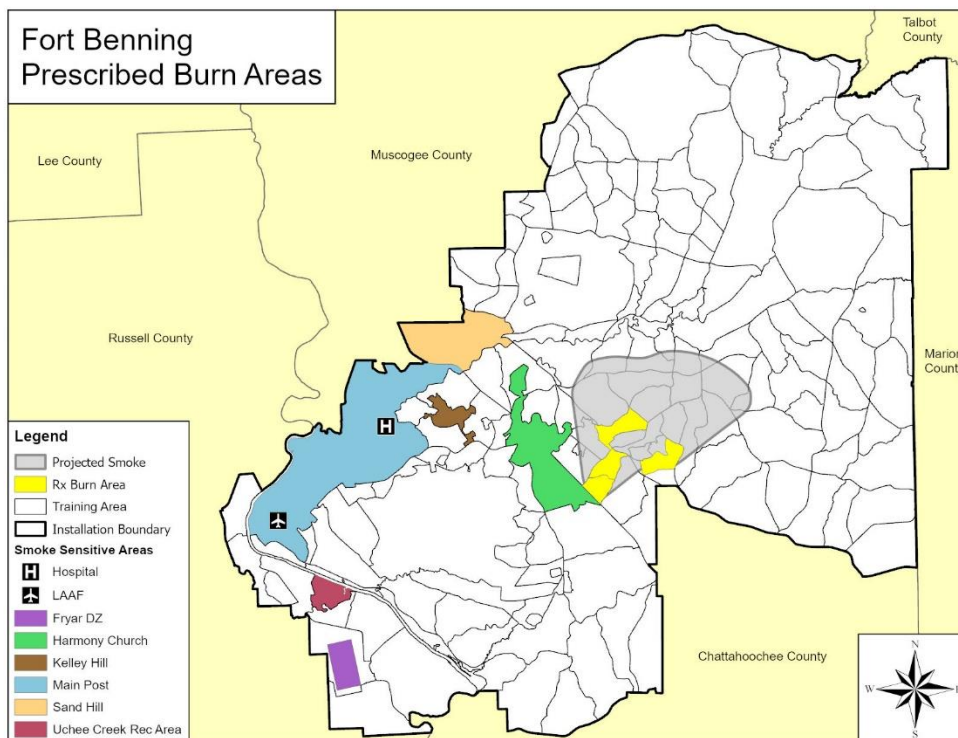 Fort Benning
Prescribed Burn Areas
Talbot
County
Lee County
Muscogee County
Russell County
Marion
County
Chattahoochee County
Legend
Projected Smoke
Rx Burn Area
Training Area
Installation Boundary
Smoke Sensitive Areas
H
Hospital
LAAF
Fryar DZ
Harmony Church
Kelley Hill
Main Post
Sand Hill
Uchee Creek Rec Area
H
N
W
E
S